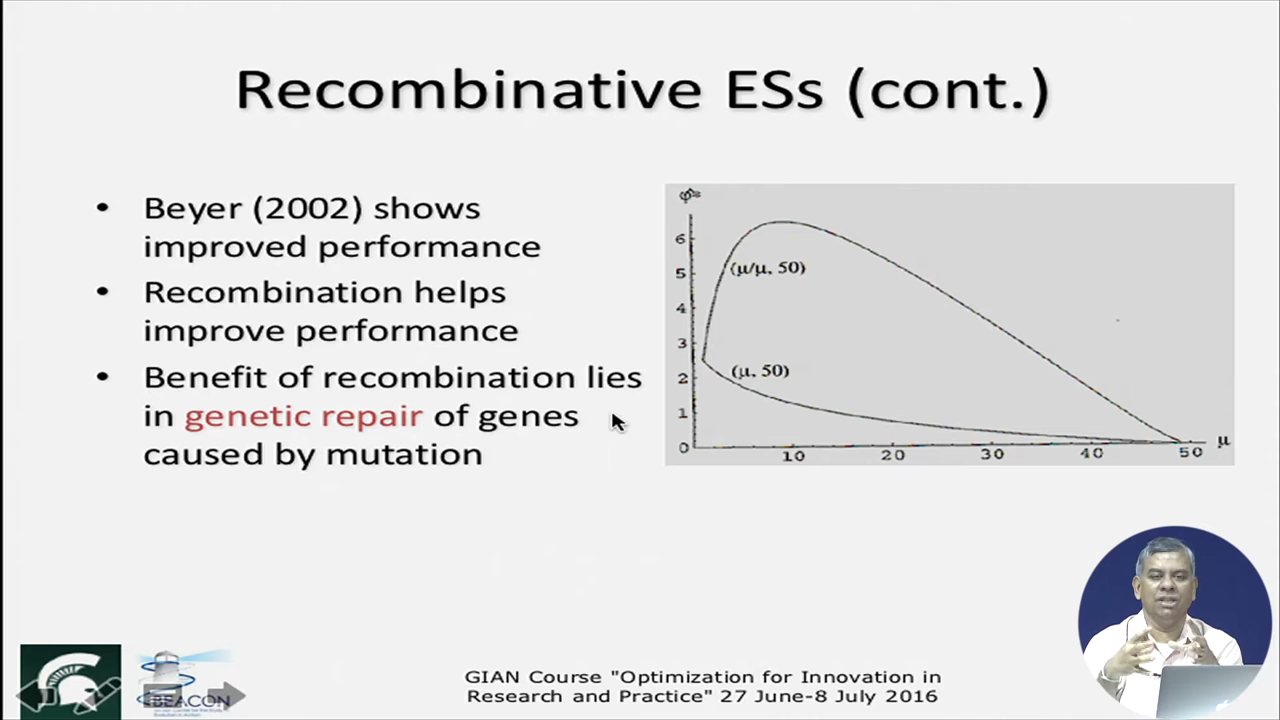 Recombinative ESs (cont.)
• Beyer (2002) shows
improved performance
• Recombination helps
improve performance
• Benefit of recombination lies
in genetic repair of genes
caused by mutation
6
5
4
3
2
1
0
(μ/μ, 50)
(μ, 50)
10
20
30
40
50
μ
BEACON
GIAN Course "Optimization for Innovation in
Research and Practice" 27 June-8 July 2016